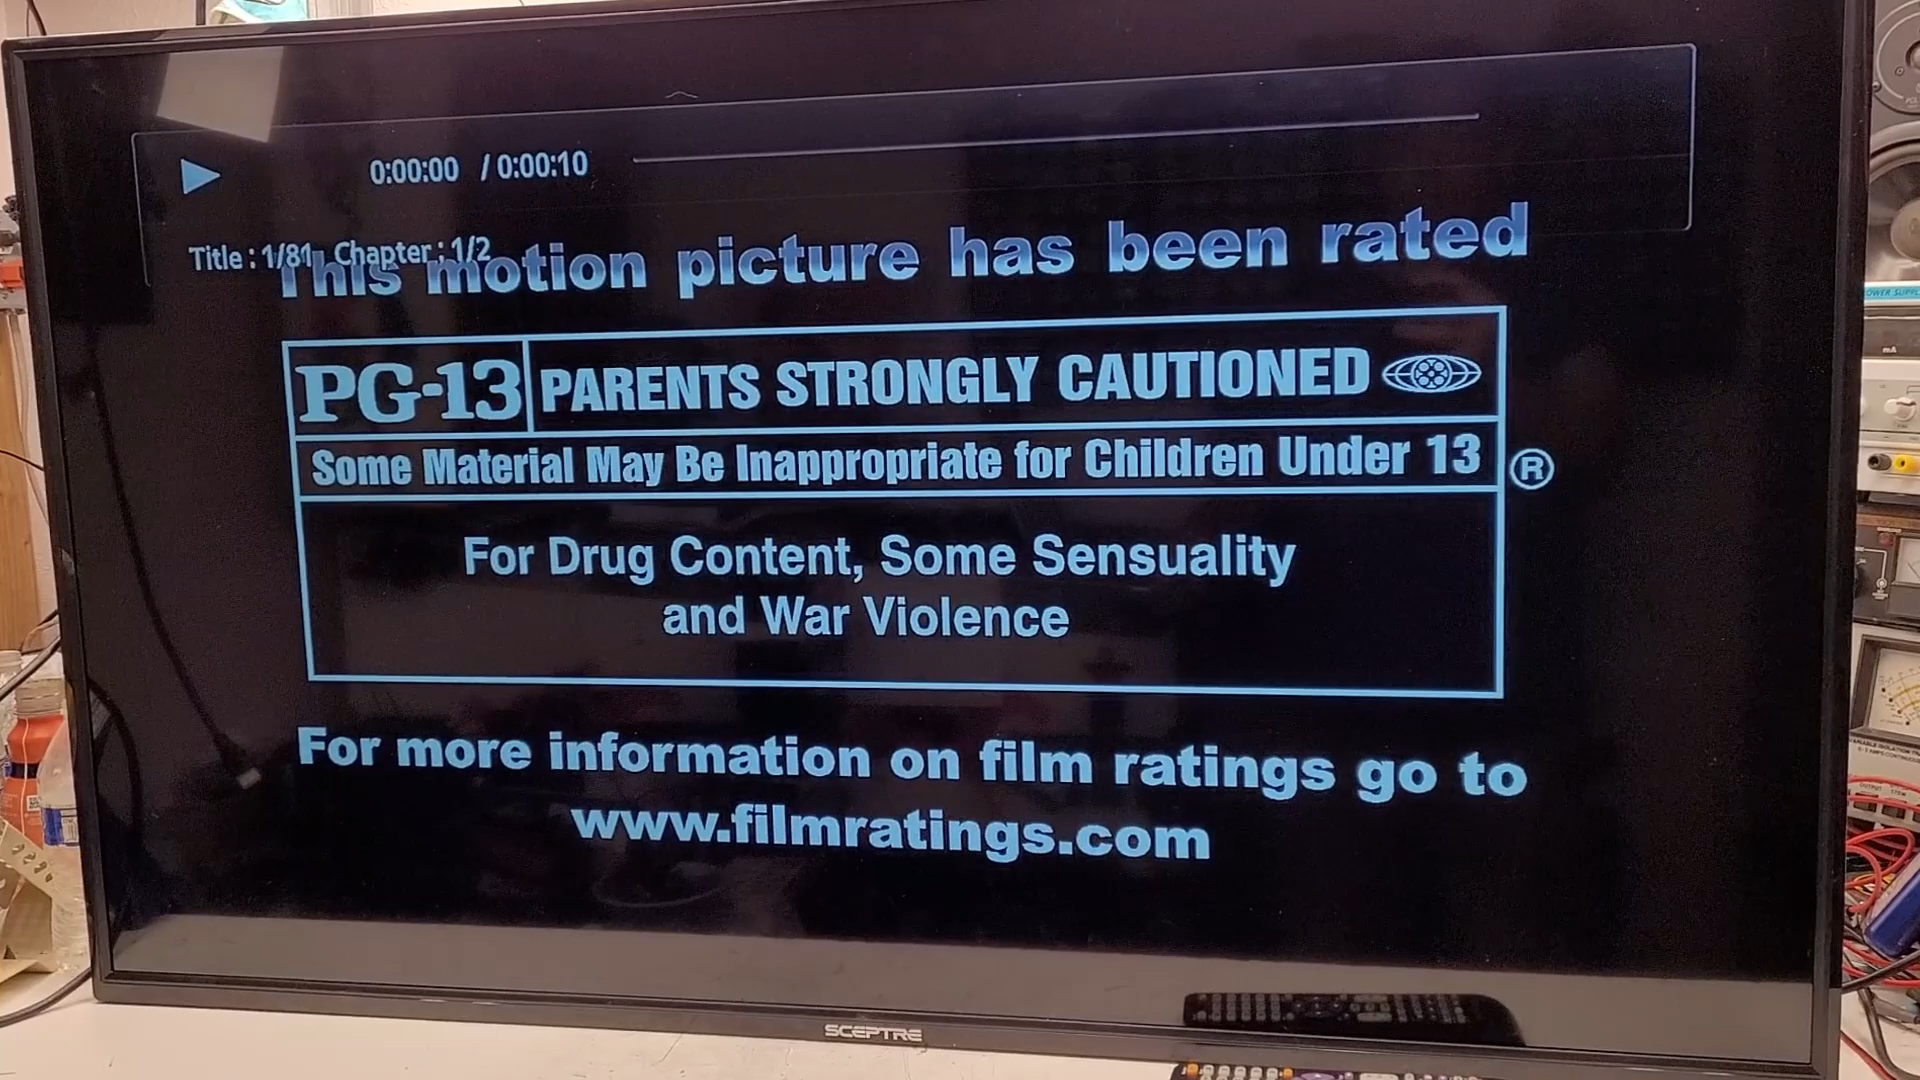 0:00:00 / 0:00:10
Title : 1/81 Chapter : 1/2
This motion picture has been rated
PG-13 PARENTS STRONGLY CAUTIONED
Some Material May Be Inappropriate for Children Under 13 ®
For Drug Content, Some Sensuality
and War Violence
For more information on film ratings go to
www.filmratings.com
SCEPTRE